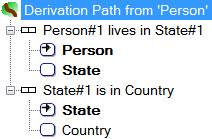 Derivation Path from 'Person'
Person#1 lives in State#1
Person
State
State#1 is in Country
State
Country